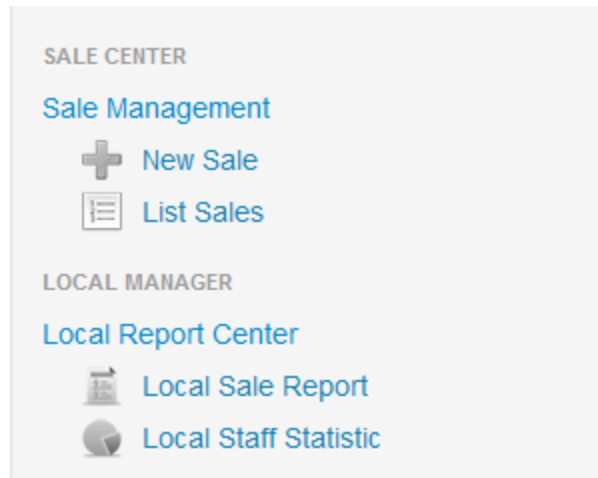 SALE CENTER
Sale Management
New Sale
List Sales
LOCAL MANAGER
Local Report Center
Local Sale Report
Local Staff Statistic